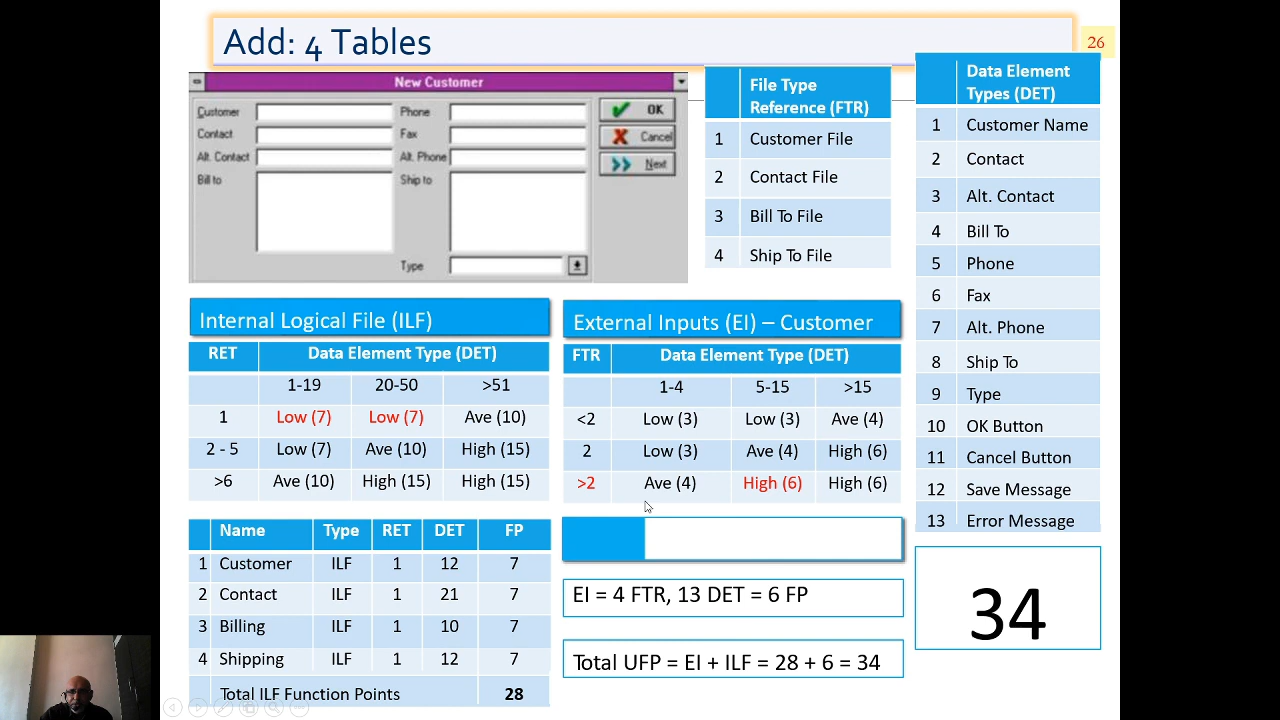 Add: 4 Tables
26
New Customer
Customer
Contact
Alt. Contact
Bill to
Phone
Fax
Alt. Phone
Ship to
Type
OK
Cancel
Next
File Type
Reference (FTR)
1 Customer File
2 Contact File
3 Bill To File
4 Ship To File
Data Element
Types (DET)
1 Customer Name
2 Contact
3 Alt. Contact
4 Bill To
5 Phone
6 Fax
7 Alt. Phone
8 Ship To
9 Type
10 OK Button
11 Cancel Button
12 Save Message
13 Error Message
Internal Logical File (ILF)
RET Data Element Type (DET)
1-19 20-50 >51
1 Low (7) Low (7) Ave (10)
2 - 5 Low (7) Ave (10) High (15)
>6 Ave (10) High (15) High (15)
External Inputs (EI) – Customer
FTR Data Element Type (DET)
1-4 5-15 >15
<2 Low (3) Low (3) Ave (4)
2 Low (3) Ave (4) High (6)
>2 Ave (4) High (6) High (6)
Name Type RET DET FP
1 Customer ILF 1 12 7
2 Contact ILF 1 21 7
3 Billing ILF 1 10 7
4 Shipping ILF 1 12 7
Total ILF Function Points 28
EI = 4 FTR, 13 DET = 6 FP
Total UFP = EI + ILF = 28 + 6 = 34
34